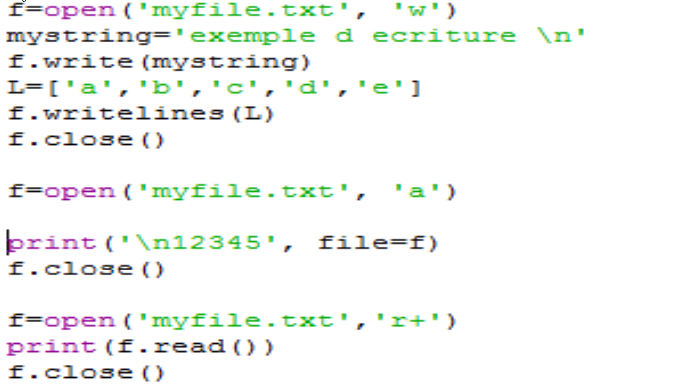 f=open('myfile.txt', 'w')
mystring='exemple d ecriture \n'
f.write(mystring)
L=['a','b','c','d','e']
f.writelines(L)
f.close()
f=open('myfile.txt', 'a')
print('\n12345', file=f)
f.close()
f=open('myfile.txt','r+')
print(f.read())
f.close()